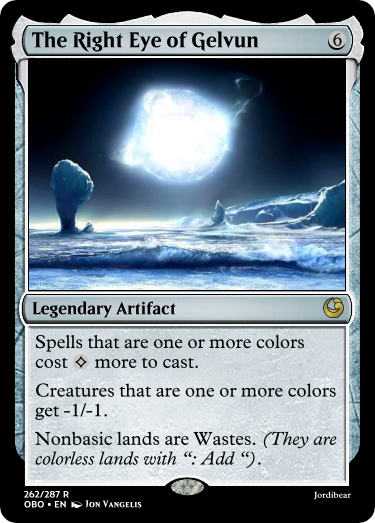 The Right Eye of Gelvun
6
Legendary Artifact
Spells that are one or more colors
cost more to cast.
Creatures that are one or more colors
get -1/-1.
Nonbasic lands are Wastes. (They are
colorless lands with “: Add “).
262/287 R
OBO • EN Jon Vangelis
Jordibear